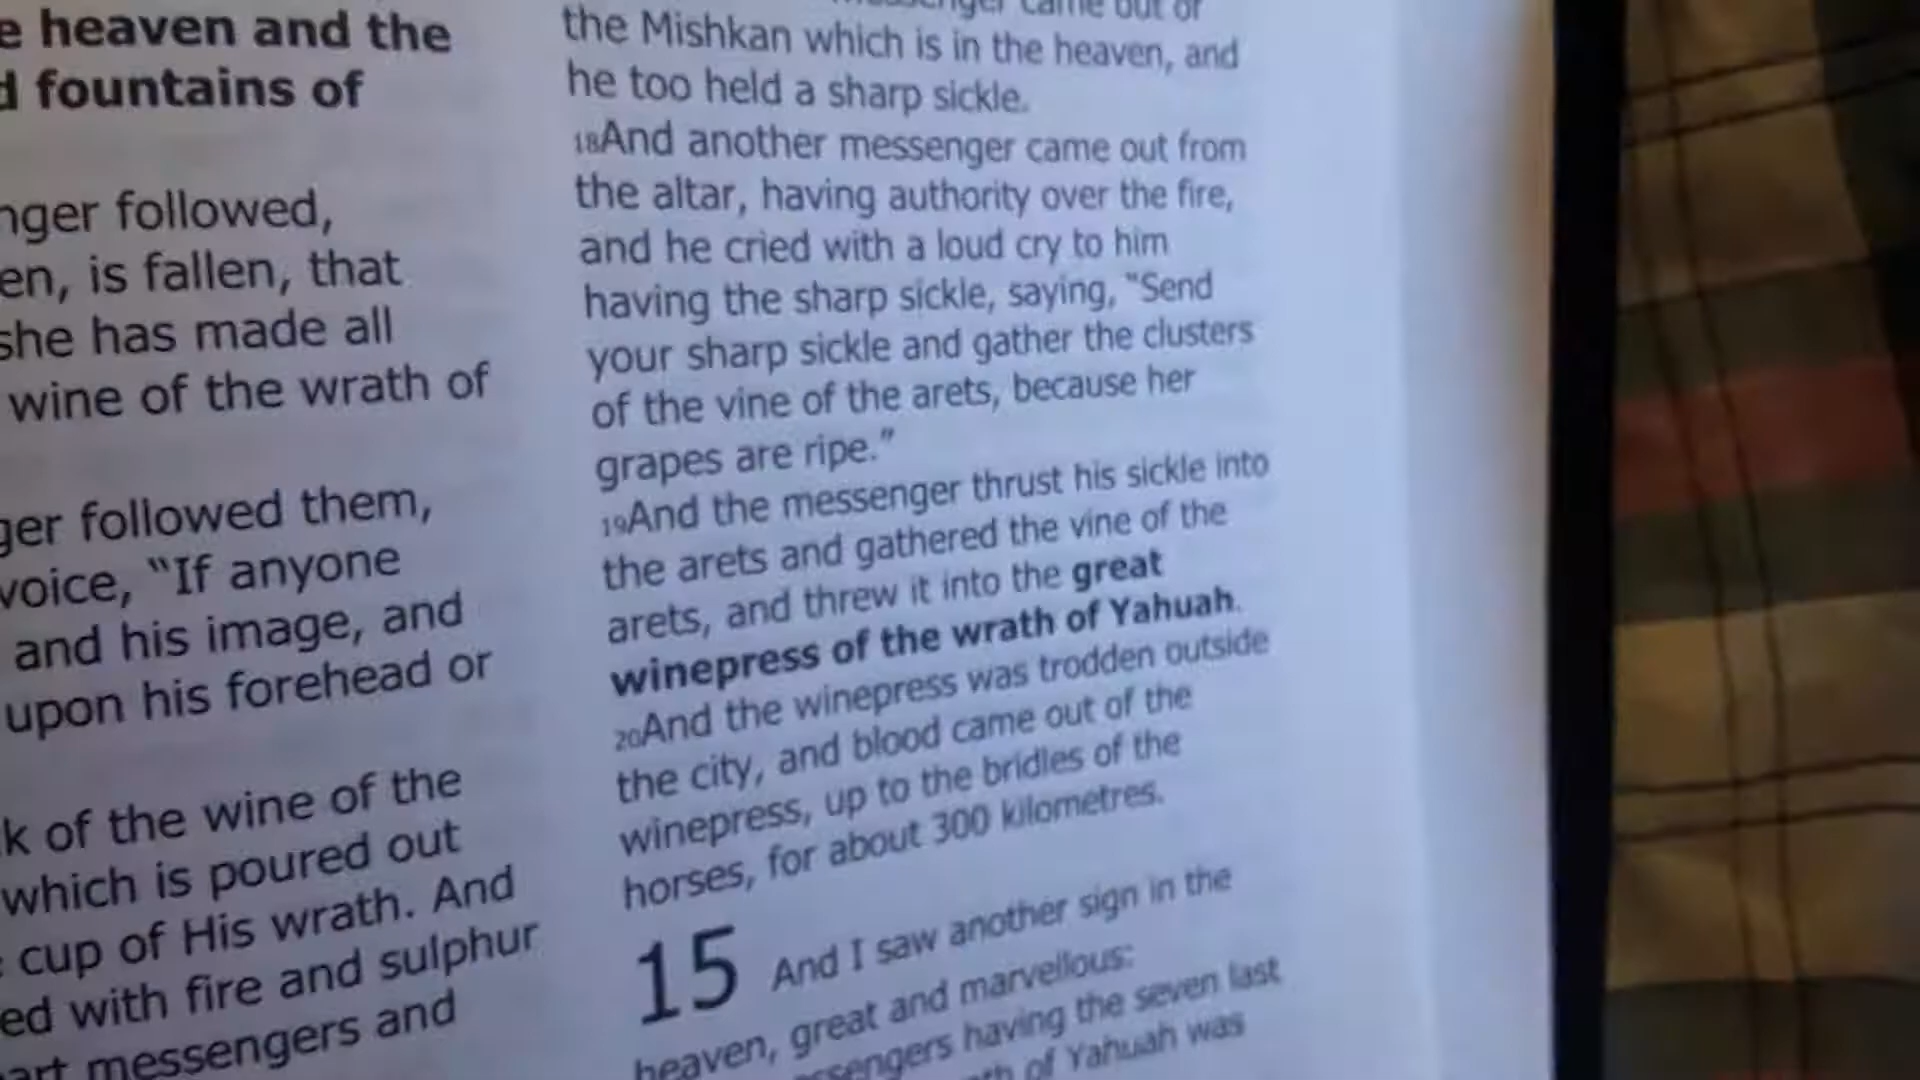 e heaven and the
d fountains of
nger followed,
en, is fallen, that
she has made all
wine of the wrath of
ger followed them,
voice, “If anyone
and his image, and
upon his forehead or
k of the wine of the
which is poured out
cup of His wrath. And
ed with fire and sulphur
art messengers and
messenger came out of
the Mishkan which is in the heaven, and
he too held a sharp sickle.
18And another messenger came out from
the altar, having authority over the fire,
and he cried with a loud cry to him
having the sharp sickle, saying, “Send
your sharp sickle and gather the clusters
of the vine of the arets, because her
grapes are ripe.”
19And the messenger thrust his sickle into
the arets and gathered the vine of the
arets, and threw it into the great
winepress of the wrath of Yahuah.
20And the winepress was trodden outside
the city, and blood came out of the
winepress, up to the bridles of the
horses, for about 300 kilometres.
15 And I saw another sign in the
heaven, great and marvellous:
ssengers having the seven last
th of Yahuah was